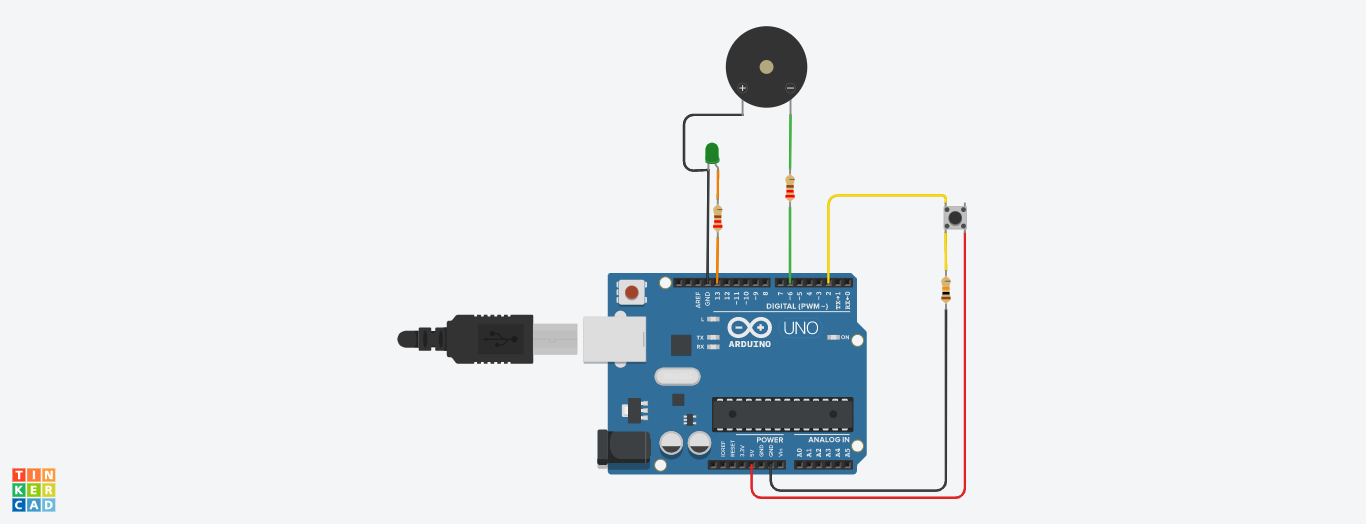 + −
AREF
GND
13
12
~11
~10
~9
8
7
~6
~5
4
~3
2
TX→1
RX←0
DIGITAL (PWM~)
L
TX
RX
ARDUINO
UNO
ON
POWER
ANALOG IN
IOREF
RESET
3.3V
5V
GND
GND
Vin
A0
A1
A2
A3
A4
A5
TIN
KER
CAD